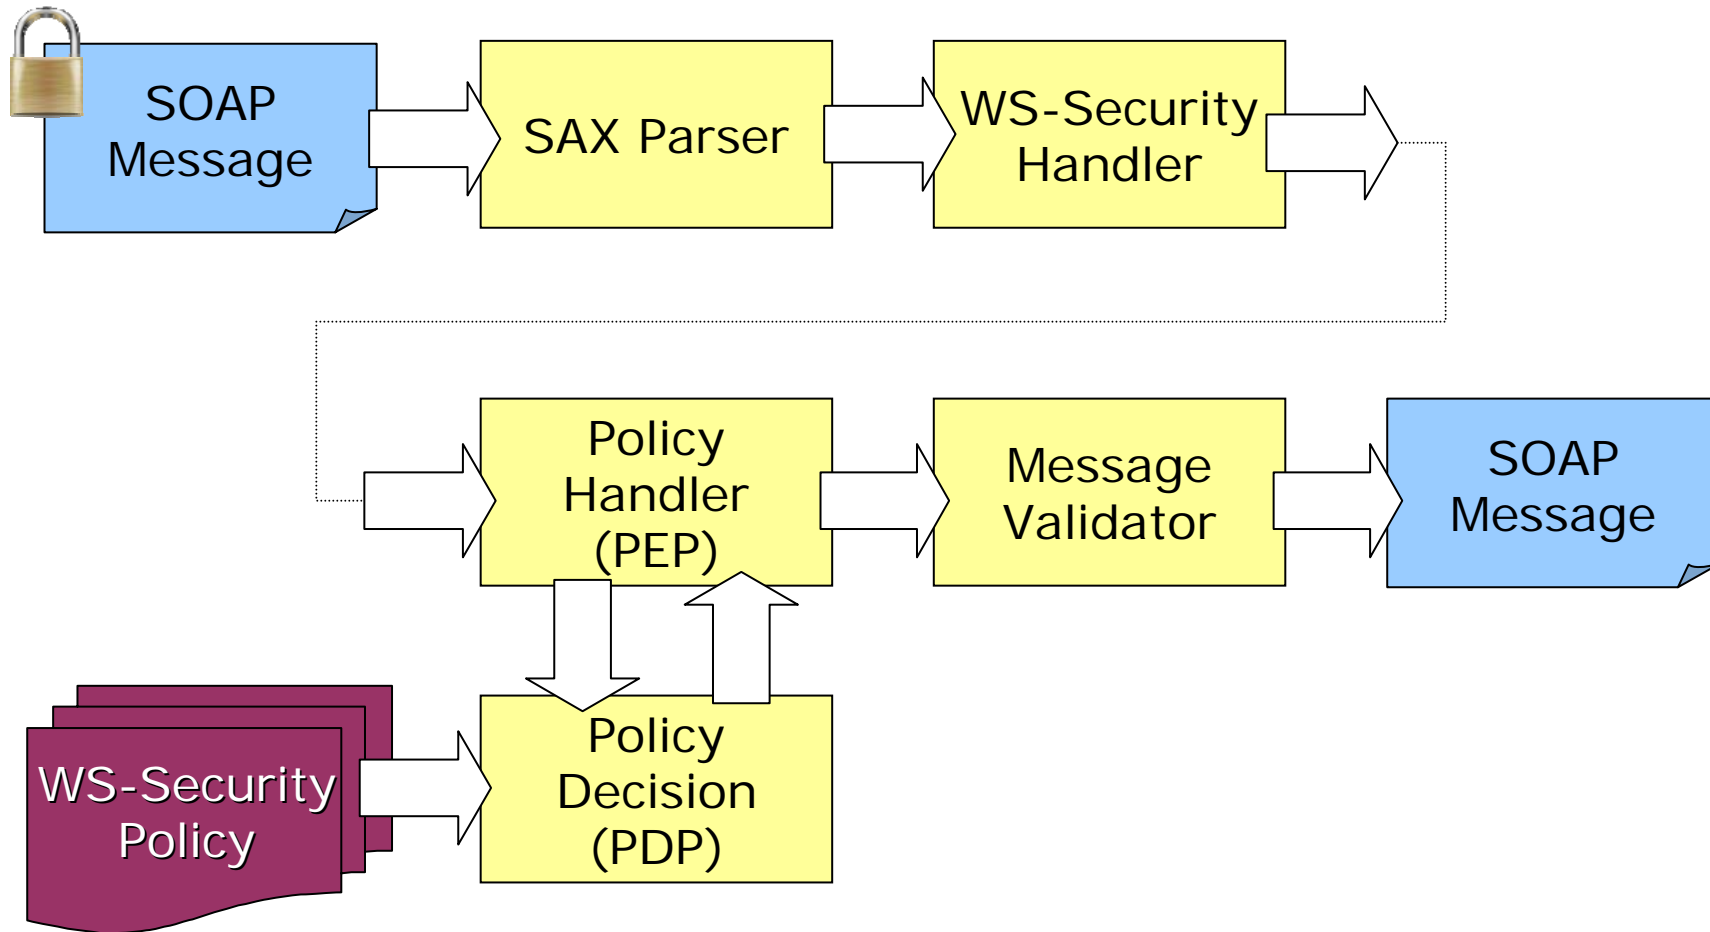 SOAP
Message
SAX Parser
WS-Security
Handler
Policy
Handler
(PEP)
Message
Validator
SOAP
Message
WS-Security
Policy
Policy
Decision
(PDP)